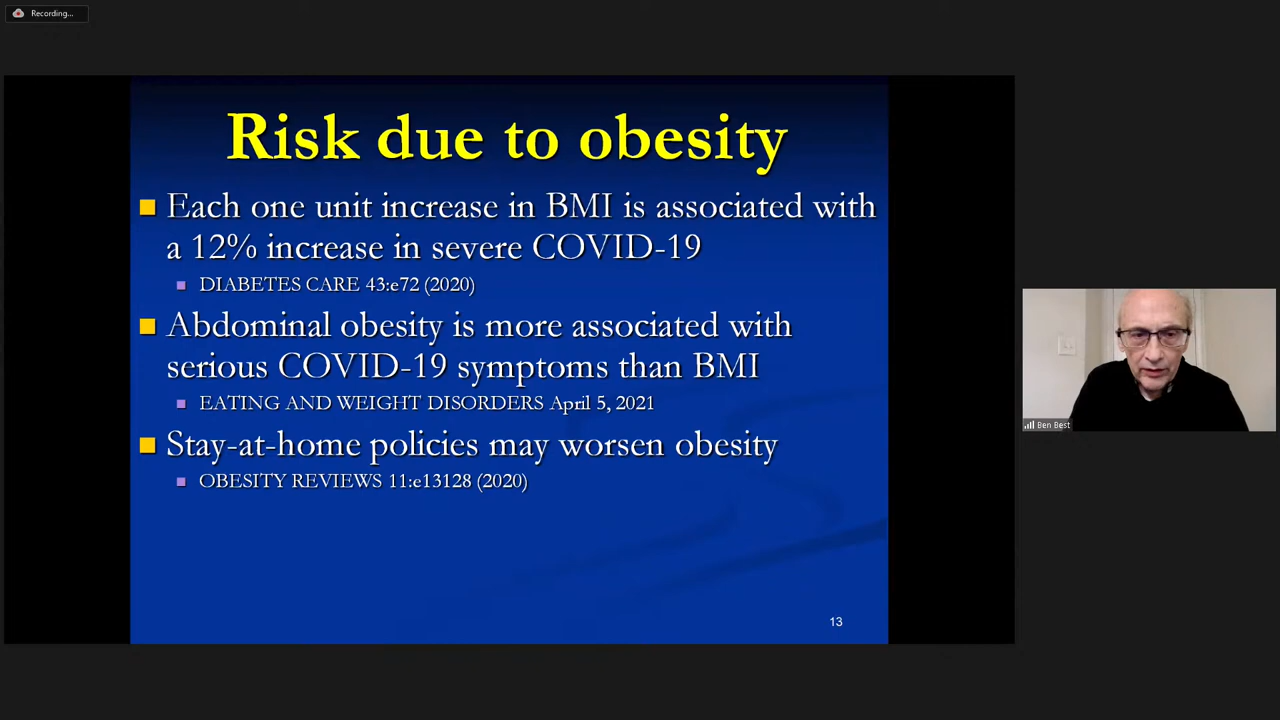 Recording...
Risk due to obesity
Each one unit increase in BMI is associated with
a 12% increase in severe COVID-19
DIABETES CARE 43:e72 (2020)
Abdominal obesity is more associated with
serious COVID-19 symptoms than BMI
EATING AND WEIGHT DISORDERS April 5, 2021
Stay-at-home policies may worsen obesity
OBESITY REVIEWS 11:e13128 (2020)
13
Ben Best